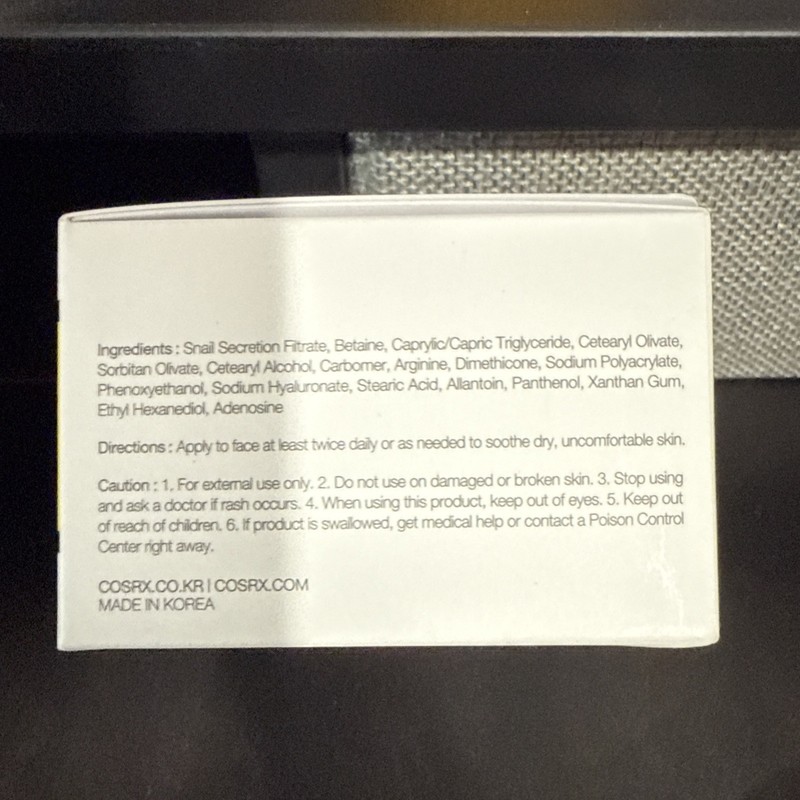 Ingredients : Snail Secretion Filtrate, Betaine, Caprylic/Capric Triglyceride, Cetearyl Olivate,
Sorbitan Olivate, Cetearyl Alcohol, Carbomer, Arginine, Dimethicone, Sodium Polyacrylate,
Phenoxyethanol, Sodium Hyaluronate, Stearic Acid, Allantoin, Panthenol, Xanthan Gum,
Ethyl Hexanediol, Adenosine
Directions : Apply to face at least twice daily or as needed to soothe dry, uncomfortable skin.
Caution : 1. For external use only. 2. Do not use on damaged or broken skin. 3. Stop using
and ask a doctor if rash occurs. 4. When using this product, keep out of eyes. 5. Keep out
of reach of children. 6. If product is swallowed, get medical help or contact a Poison Control
Center right away.
COSRX.CO.KR | COSRX.COM
MADE IN KOREA